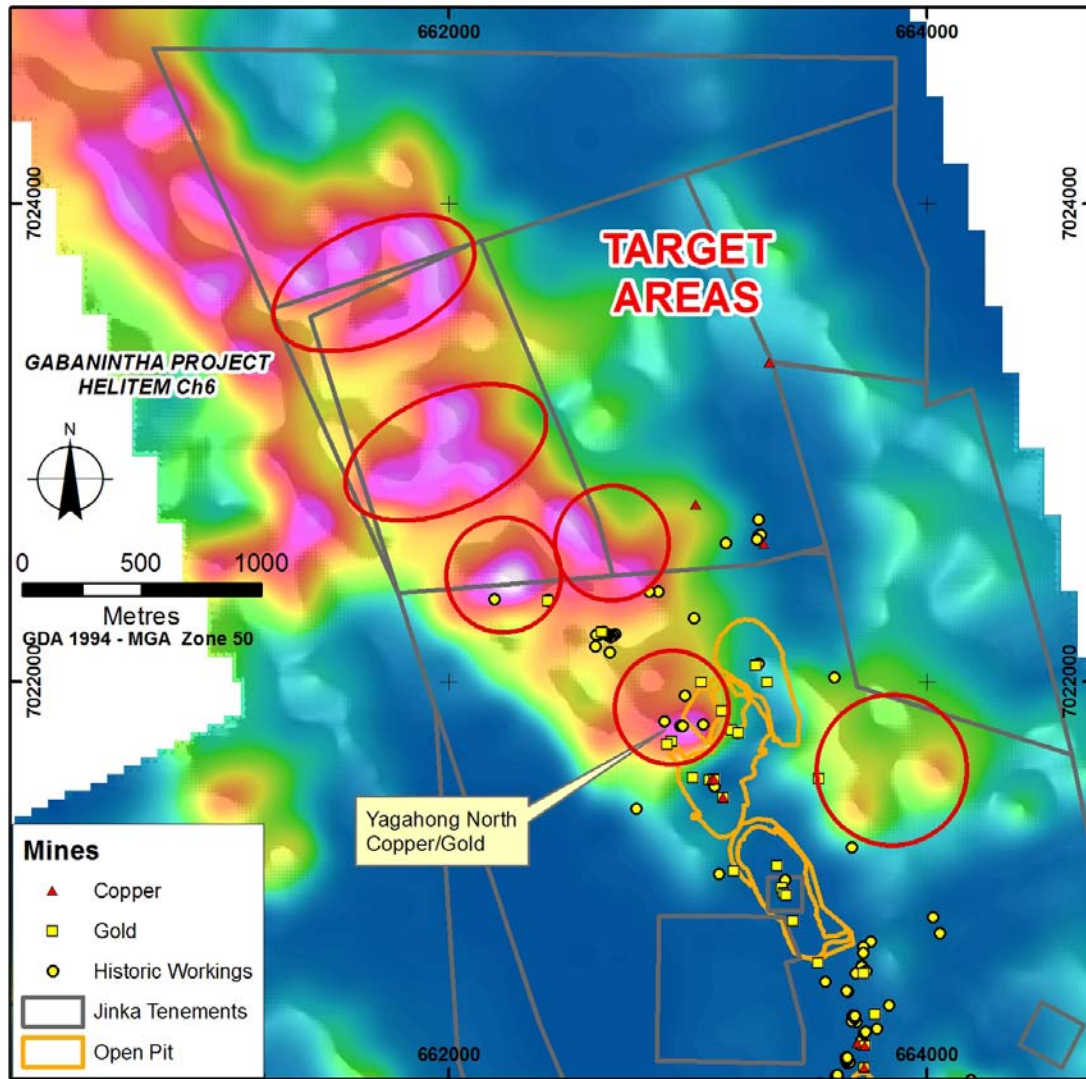 662000
664000
7024000
7024000
TARGET
AREAS
GABANINTHA PROJECT
HELITEM Ch6
N
0 500 1000
Metres
GDA 1994 - MGA Zone 50
7022000
7022000
Yagahong North
Copper/Gold
Mines
Copper
Gold
Historic Workings
Jinka Tenements
Open Pit
662000
664000